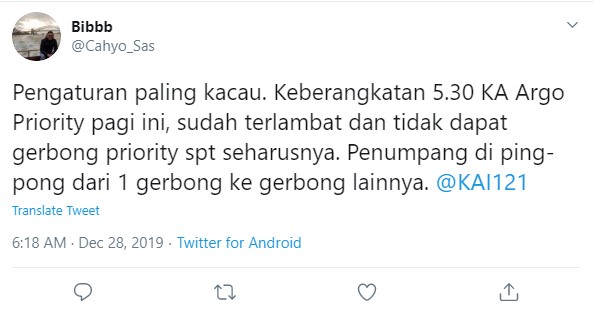 Bibbb
@Cahyo_Sas
Pengaturan paling kacau. Keberangkatan 5.30 KA Argo
Priority pagi ini, sudah terlambat dan tidak dapat
gerbong priority spt seharusnya. Penumpang di ping-
pong dari 1 gerbong ke gerbong lainnya. @KAI121
Translate Tweet
6:18 AM · Dec 28, 2019 · Twitter for Android